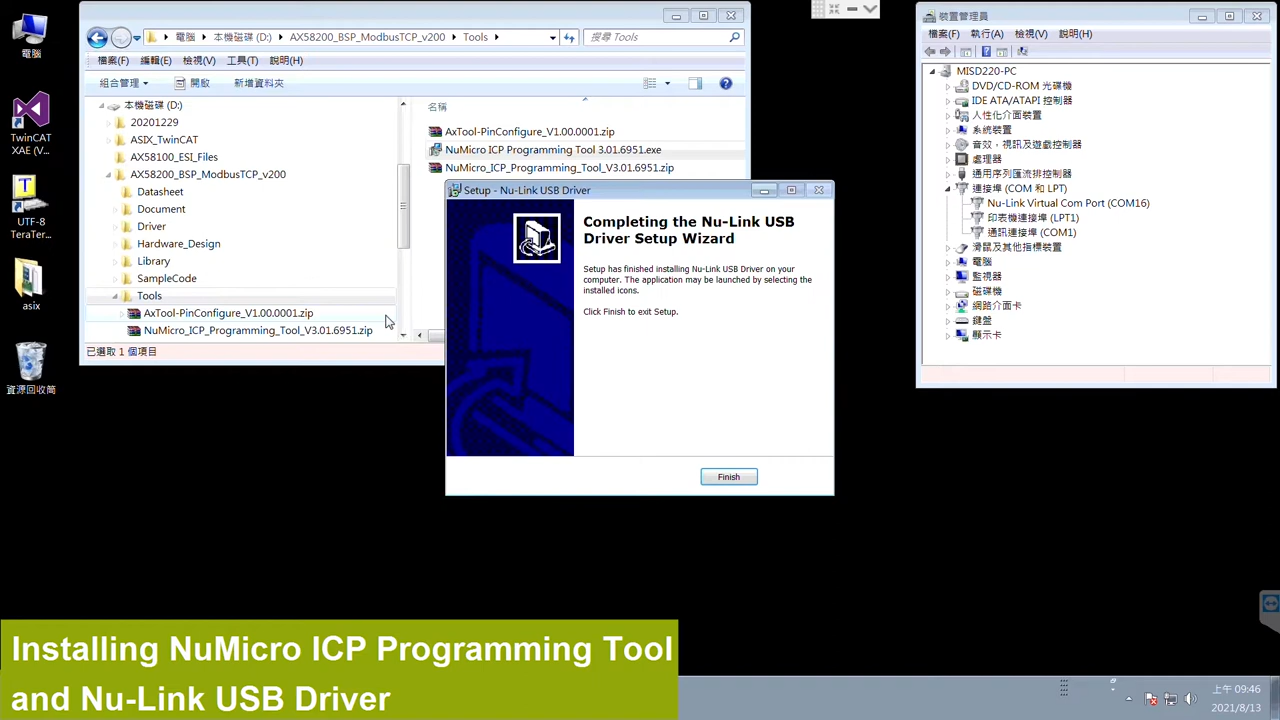 電腦
TwinCAT
XAE (V...
UTF-8
TeraTer...
asix
資源回收筒
電腦 ▸ 本機磁碟 (D:) ▸ AX58200_BSP_ModbusTCP_v200 ▸ Tools ▸
搜尋 Tools
檔案(F) 編輯(E) 檢視(V) 工具(T) 說明(H)
組合管理 ▾ 開啟 新增資料夾
本機磁碟 (D:)
20201229
ASIX_TwinCAT
AX58100_ESI_Files
AX58200_BSP_ModbusTCP_v200
Datasheet
Document
Driver
Hardware_Design
Library
SampleCode
Tools
AxTool-PinConfigure_V1.00.0001.zip
NuMicro_ICP_Programming_Tool_V3.01.6951.zip
名稱
AxTool-PinConfigure_V1.00.0001.zip
NuMicro ICP Programming Tool 3.01.6951.exe
NuMicro_ICP_Programming_Tool_V3.01.6951.zip
已選取 1 個項目
Setup - Nu-Link USB Driver
Completing the Nu-Link USB
Driver Setup Wizard
Setup has finished installing Nu-Link USB Driver on your
computer. The application may be launched by selecting the
installed icons.
Click Finish to exit Setup.
Finish
裝置管理員
檔案(F) 執行(A) 檢視(V) 說明(H)
MISD220-PC
DVD/CD-ROM 光碟機
IDE ATA/ATAPI 控制器
人性化介面裝置
系統裝置
音效，視訊及遊戲控制器
處理器
通用序列匯流排控制器
連接埠 (COM 和 LPT)
Nu-Link Virtual Com Port (COM16)
印表機連接埠 (LPT1)
通訊連接埠 (COM1)
滑鼠及其他指標裝置
電腦
監視器
磁碟機
網路介面卡
鍵盤
顯示卡
Installing NuMicro ICP Programming Tool
and Nu-Link USB Driver
上午 09:46
2021/8/13